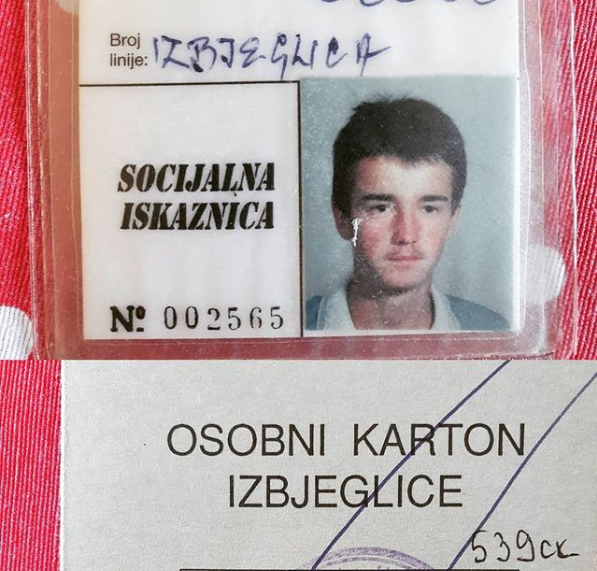 Broj
linije: IZBJEGLICA
SOCIJALNA
ISKAZNICA
Nº 002565
OSOBNI KARTON
IZBJEGLICE
539CK